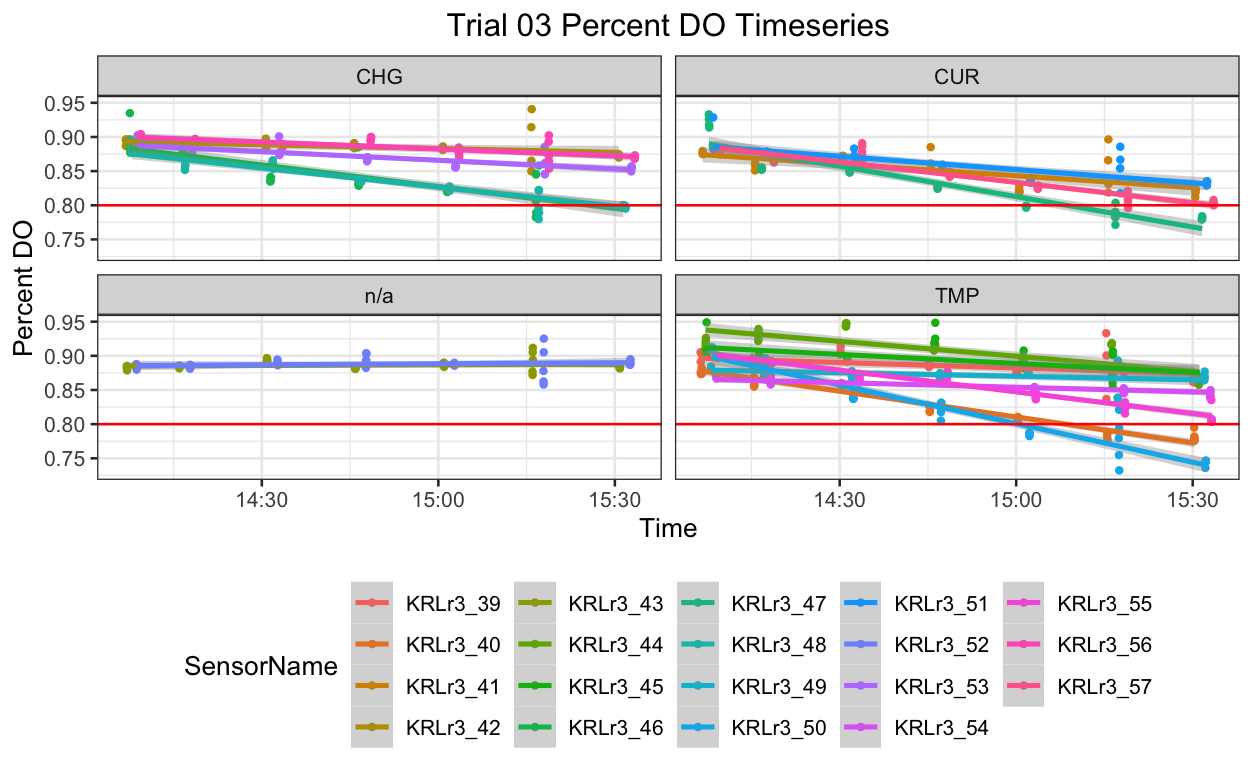 Trial 03 Percent DO Timeseries
CHG
CUR
0.95
0.90
0.85
0.80
0.75
n/a
TMP
0.95
0.90
0.85
0.80
0.75
Percent DO
14:30 15:00 15:30 14:30 15:00 15:30
Time
SensorName
KRLr3_39 KRLr3_43 KRLr3_47 KRLr3_51 KRLr3_55
KRLr3_40 KRLr3_44 KRLr3_48 KRLr3_52 KRLr3_56
KRLr3_41 KRLr3_45 KRLr3_49 KRLr3_53 KRLr3_57
KRLr3_42 KRLr3_46 KRLr3_50 KRLr3_54